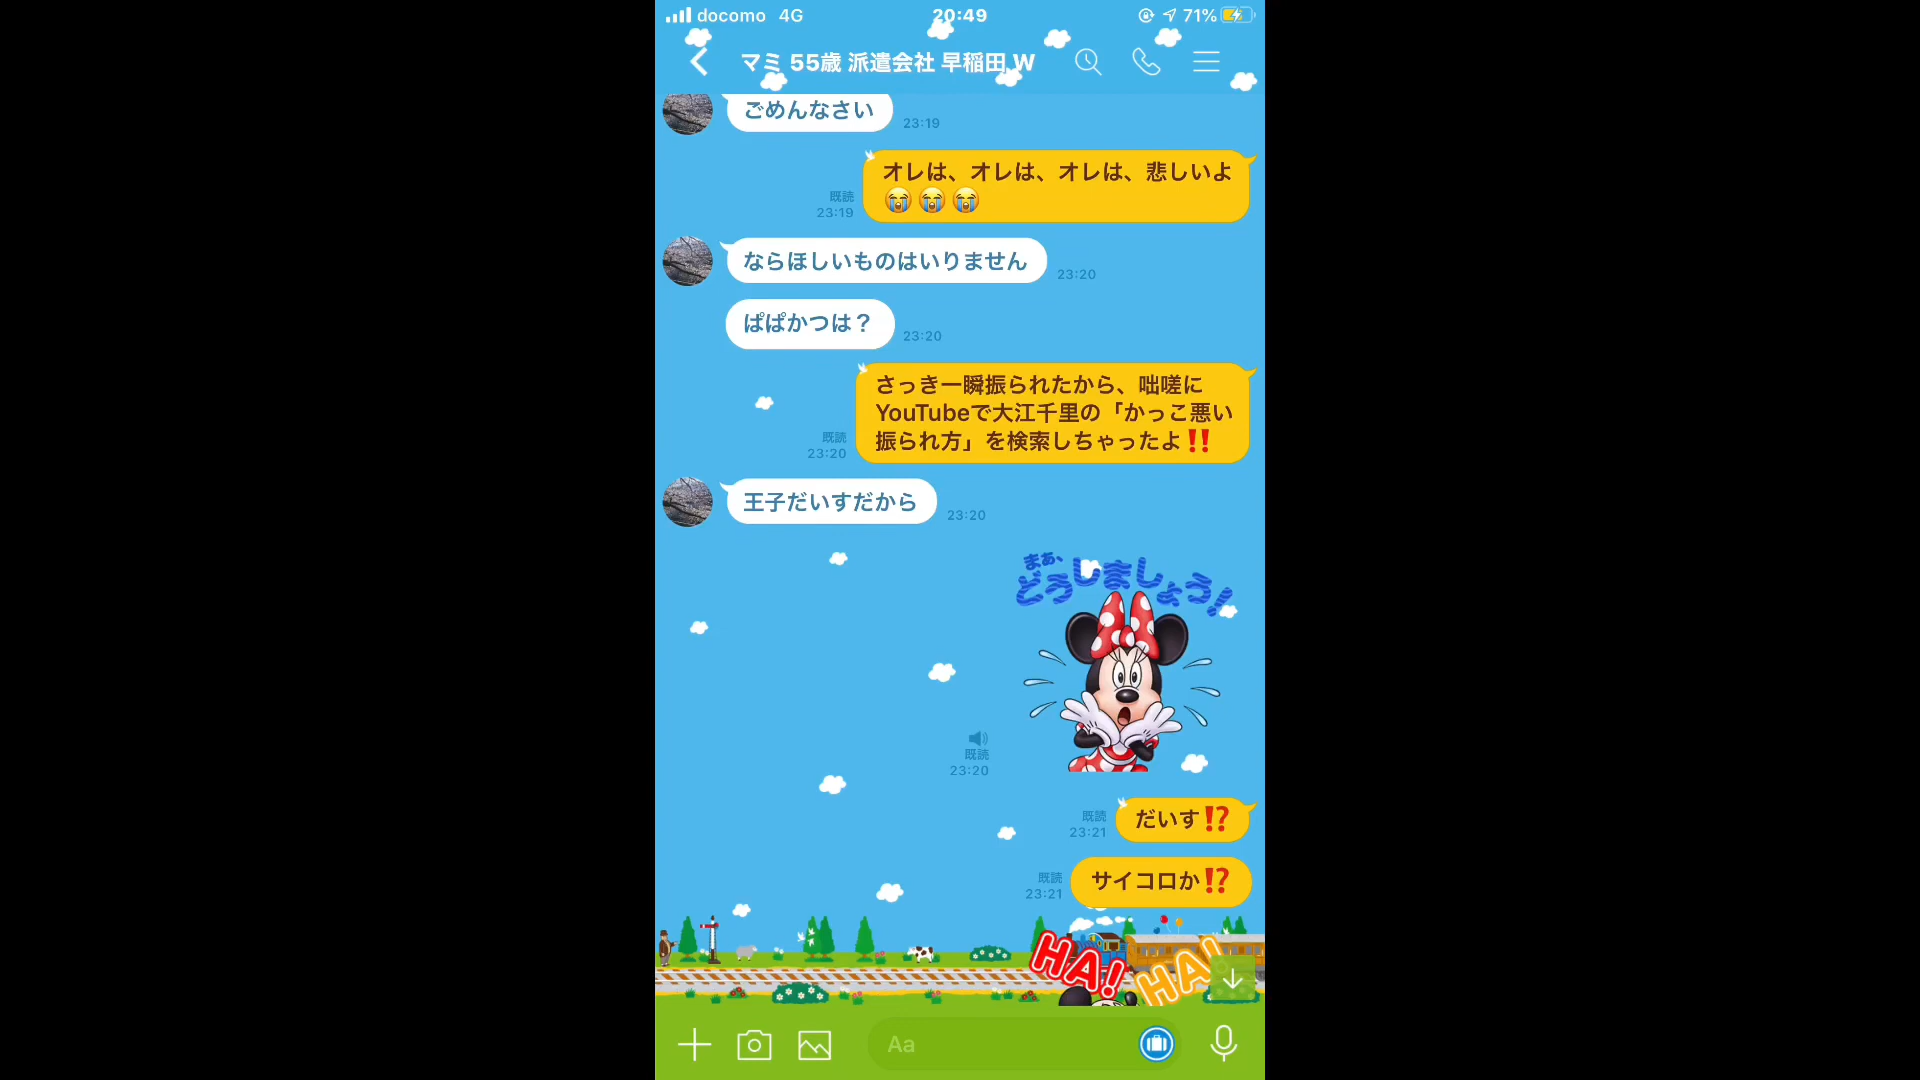 docomo 4G 20:49 71%
マミ 55歳 派遣会社 早稲田 W
ごめんなさい
23:19
オレは、オレは、オレは、悲しいよ
😭😭😭
既読
23:19
ならほしいものはいりません
23:20
ぱぱかつは？
23:20
さっき一瞬振られたから、咄嗟に
YouTubeで大江千里の「かっこ悪い
振られ方」を検索しちゃったよ‼️
既読
23:20
王子だいすだから
23:20
まあ、
どうしましょう!
既読
23:20
だいす⁉️
既読
23:21
サイコロか⁉️
既読
23:21
HA! HA!
Aa